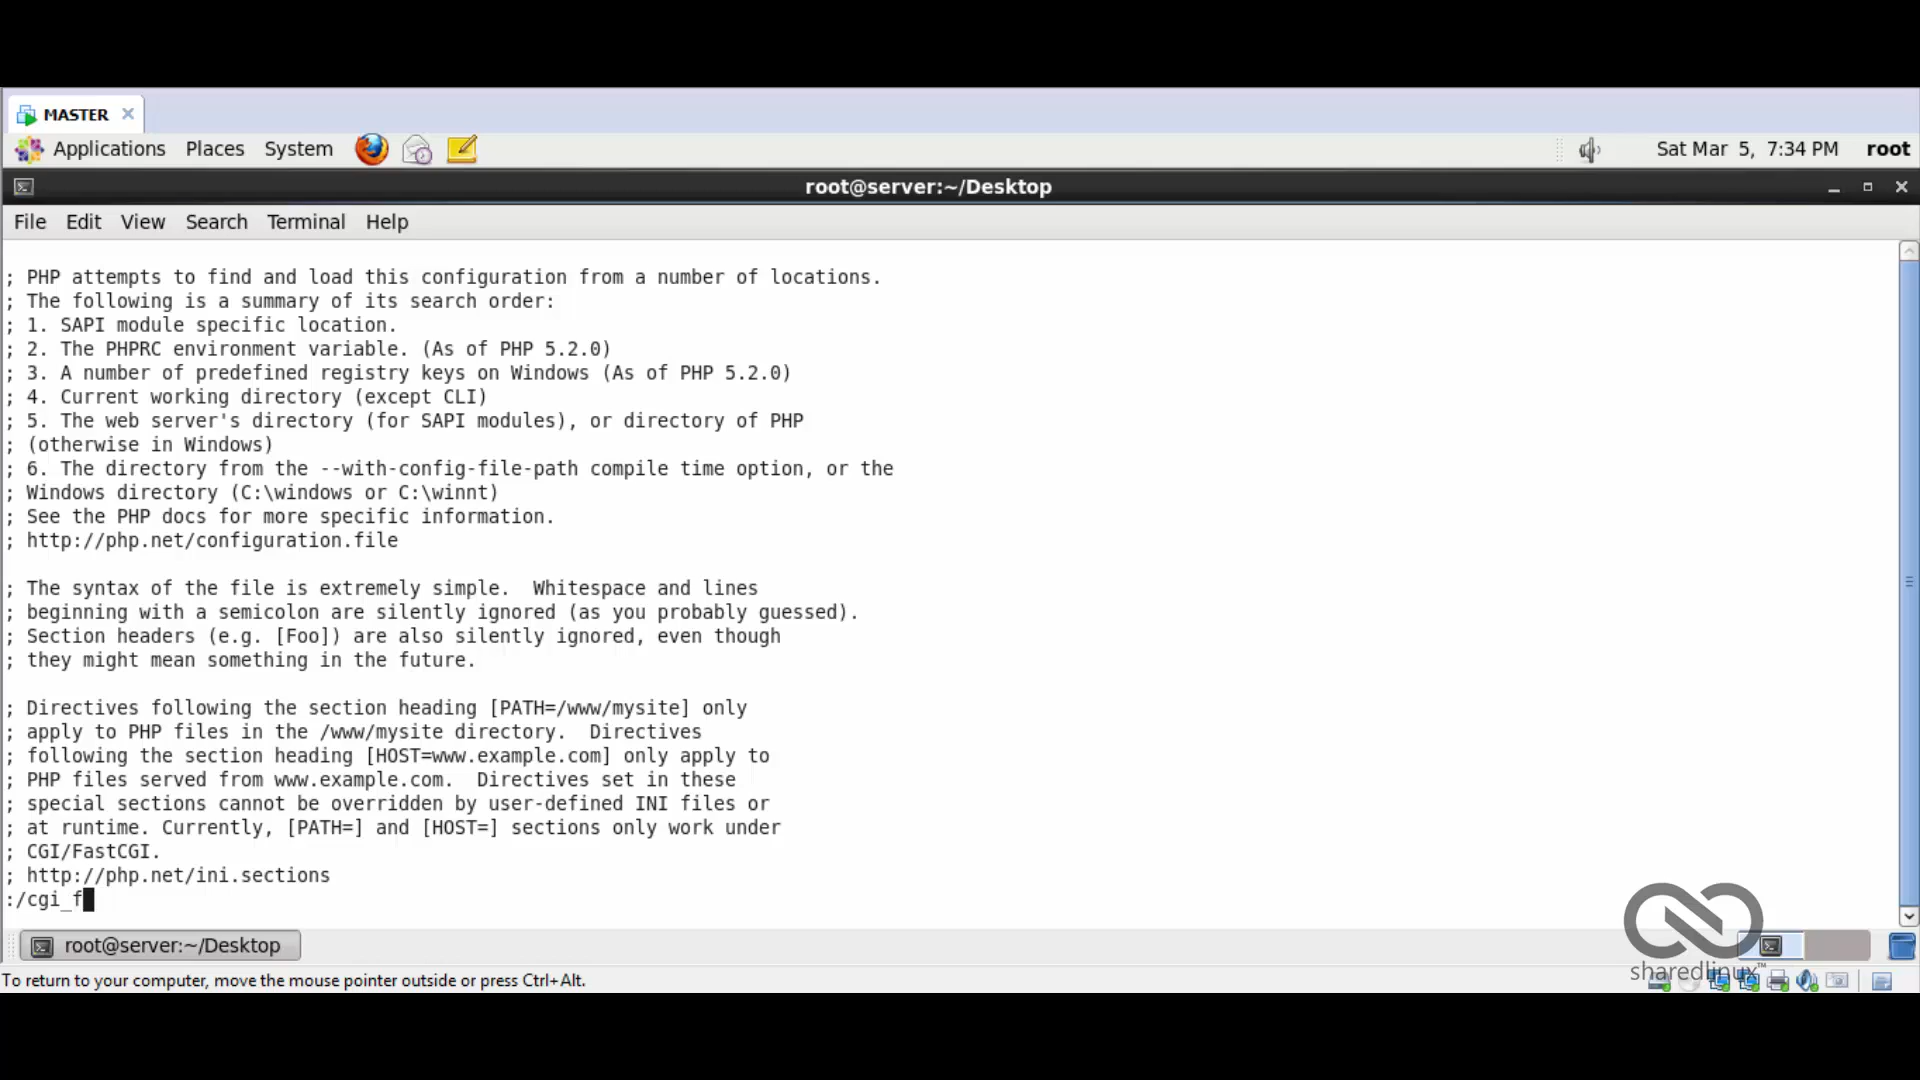 MASTER
Applications Places System Sat Mar 5, 7:34 PM root
root@server:~/Desktop
File Edit View Search Terminal Help
; PHP attempts to find and load this configuration from a number of locations.
; The following is a summary of its search order:
; 1. SAPI module specific location.
; 2. The PHPRC environment variable. (As of PHP 5.2.0)
; 3. A number of predefined registry keys on Windows (As of PHP 5.2.0)
; 4. Current working directory (except CLI)
; 5. The web server's directory (for SAPI modules), or directory of PHP
; (otherwise in Windows)
; 6. The directory from the --with-config-file-path compile time option, or the
; Windows directory (C:\windows or C:\winnt)
; See the PHP docs for more specific information.
; http://php.net/configuration.file
; The syntax of the file is extremely simple.  Whitespace and lines
; beginning with a semicolon are silently ignored (as you probably guessed).
; Section headers (e.g. [Foo]) are also silently ignored, even though
; they might mean something in the future.
; Directives following the section heading [PATH=/www/mysite] only
; apply to PHP files in the /www/mysite directory.  Directives
; following the section heading [HOST=www.example.com] only apply to
; PHP files served from www.example.com.  Directives set in these
; special sections cannot be overridden by user-defined INI files or
; at runtime. Currently, [PATH=] and [HOST=] sections only work under
; CGI/FastCGI.
; http://php.net/ini.sections
:/cgi_f
root@server:~/Desktop
sharedlinux™
To return to your computer, move the mouse pointer outside or press Ctrl+Alt.